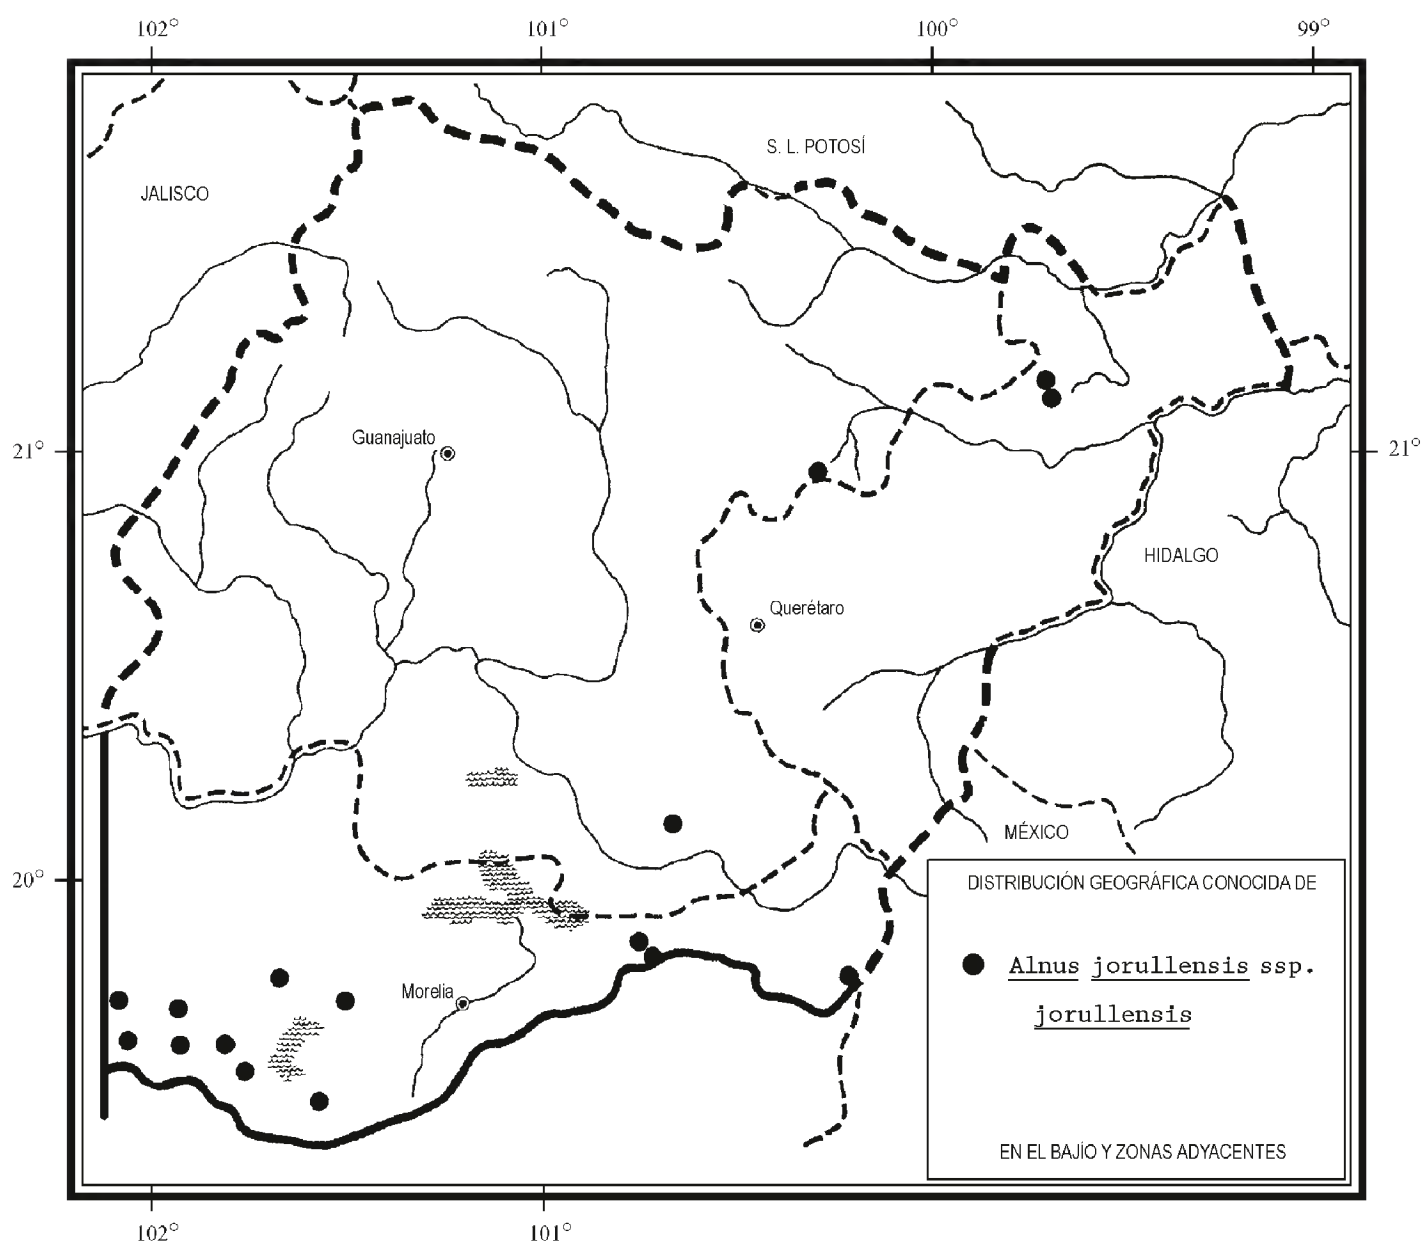 102°
101°
100°
99°
S. L. POTOSÍ
JALISCO
Guanajuato
21°
21°
HIDALGO
Querétaro
MÉXICO
20°
DISTRIBUCIÓN GEOGRÁFICA CONOCIDA DE
Alnus jorullensis ssp.
jorullensis
Morelia
EN EL BAJÍO Y ZONAS ADYACENTES
102°
101°